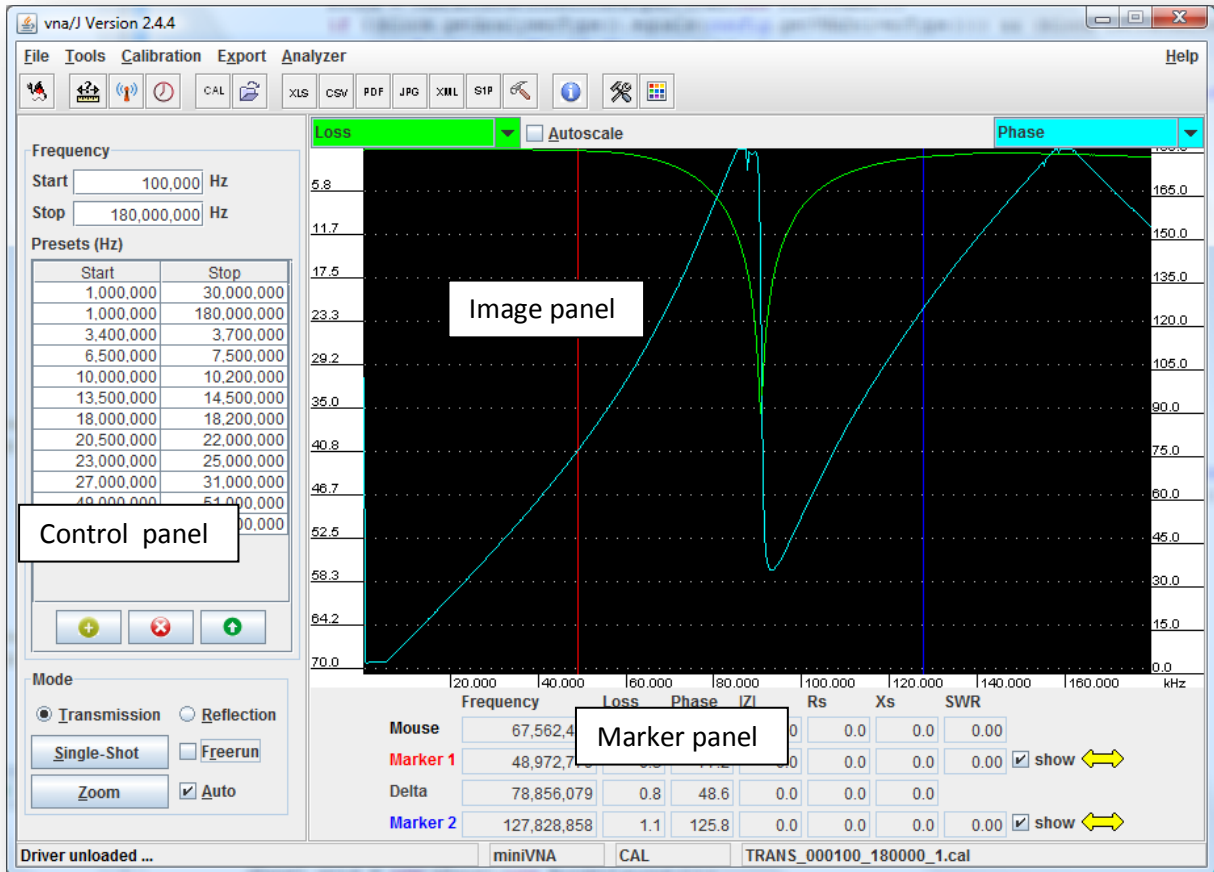 vna/J Version 2.4.4
File Tools Calibration Export Analyzer Help
CAL XLS CSV PDF JPG XML S1P
Loss Autoscale Phase
Frequency
Start 100,000 Hz
Stop 180,000,000 Hz
Presets (Hz)
Start Stop
1,000,000 30,000,000
1,000,000 180,000,000
3,400,000 3,700,000
6,500,000 7,500,000
10,000,000 10,200,000
13,500,000 14,500,000
18,000,000 18,200,000
20,500,000 22,000,000
23,000,000 25,000,000
27,000,000 31,000,000
49,000,000 51,000,000
Control panel
Mode
Transmission Reflection
Single-Shot Freerun
Zoom Auto
Image panel
5.8
11.7
17.5
23.3
29.2
35.0
40.8
46.7
52.5
58.3
64.2
70.0
165.0
150.0
135.0
120.0
105.0
90.0
75.0
60.0
45.0
30.0
15.0
0.0
20.000 40.000 60.000 80.000 100.000 120.000 140.000 160.000 kHz
Frequency Loss Phase |Z| Rs Xs SWR
Mouse 0.0 0.0 0.00
Marker panel
Marker 1 0.0 0.0 0.00 show
Delta 78,856,079 0.8 48.6 0.0 0.0 0.0
Marker 2 127,828,858 1.1 125.8 0.0 0.0 0.0 0.00 show
Driver unloaded ... miniVNA CAL TRANS_000100_180000_1.cal